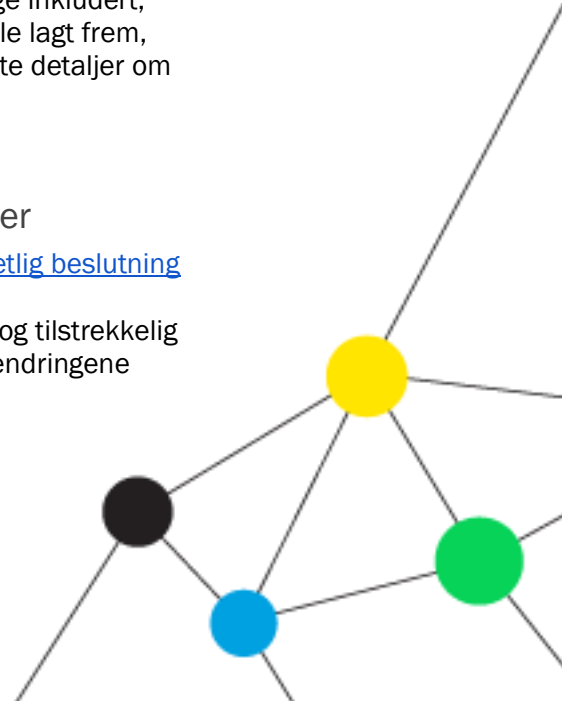 ge inkludert,
le lagt frem,
te detaljer om
er
etlig beslutning
og tilstrekkelig
endringene